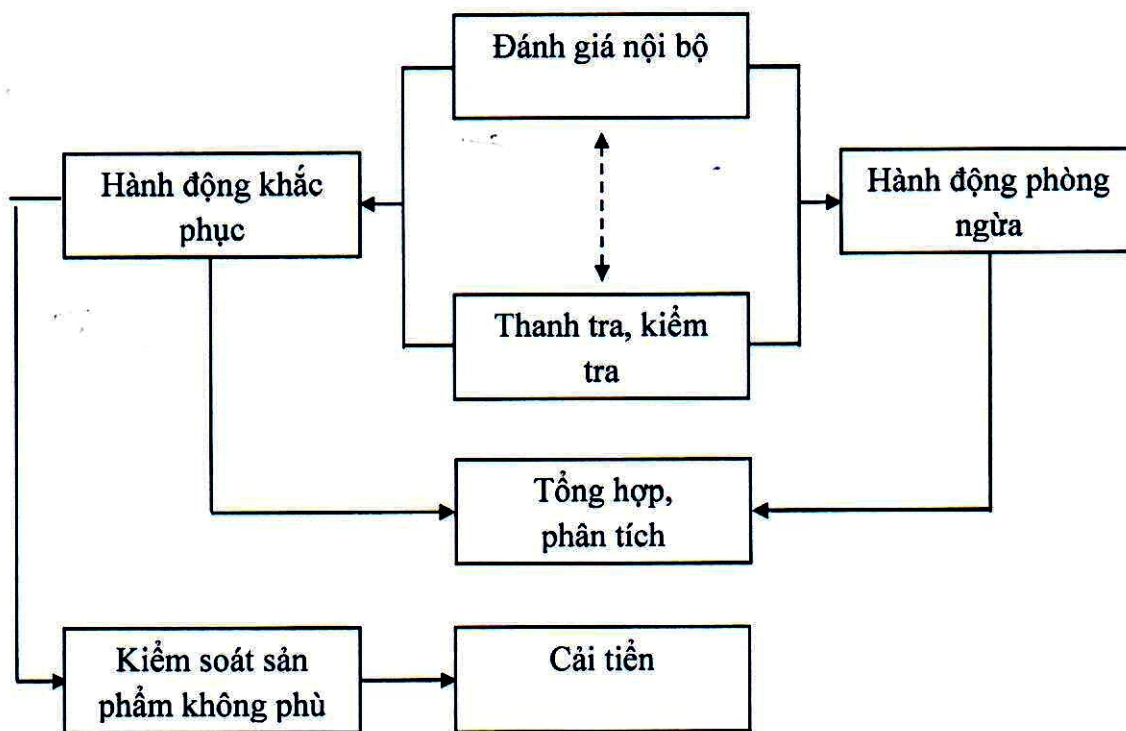 Đánh giá nội bộ
Hành động khắc
phục
Hành động phòng
ngừa
Thanh tra, kiểm
tra
Tổng hợp,
phân tích
Kiểm soát sản
phẩm không phù
Cải tiển